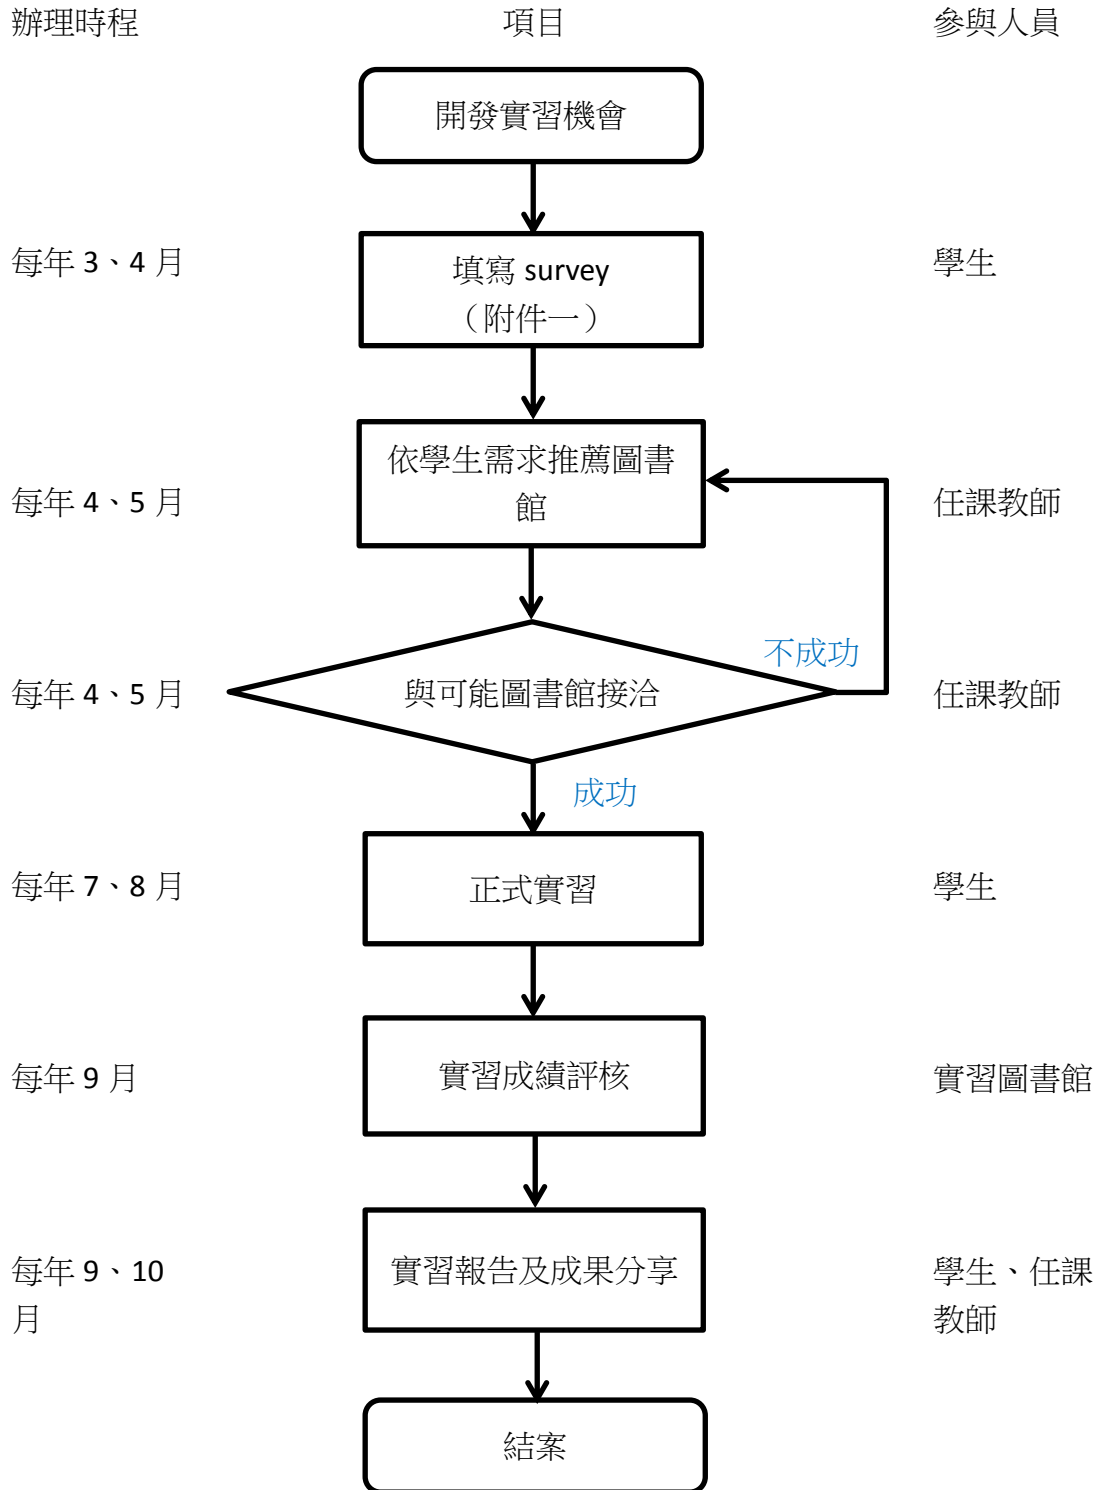 辦理時程 項目 參與人員
開發實習機會
每年 3、4 月 填寫 survey 學生
（附件一）
依學生需求推薦圖書
每年 4、5 月 館 任課教師
不成功
每年 4、5 月 與可能圖書館接洽 任課教師
成功
每年 7、8 月 正式實習 學生
每年 9 月 實習成績評核 實習圖書館
每年 9、10 實習報告及成果分享 學生、任課
月 教師
結案